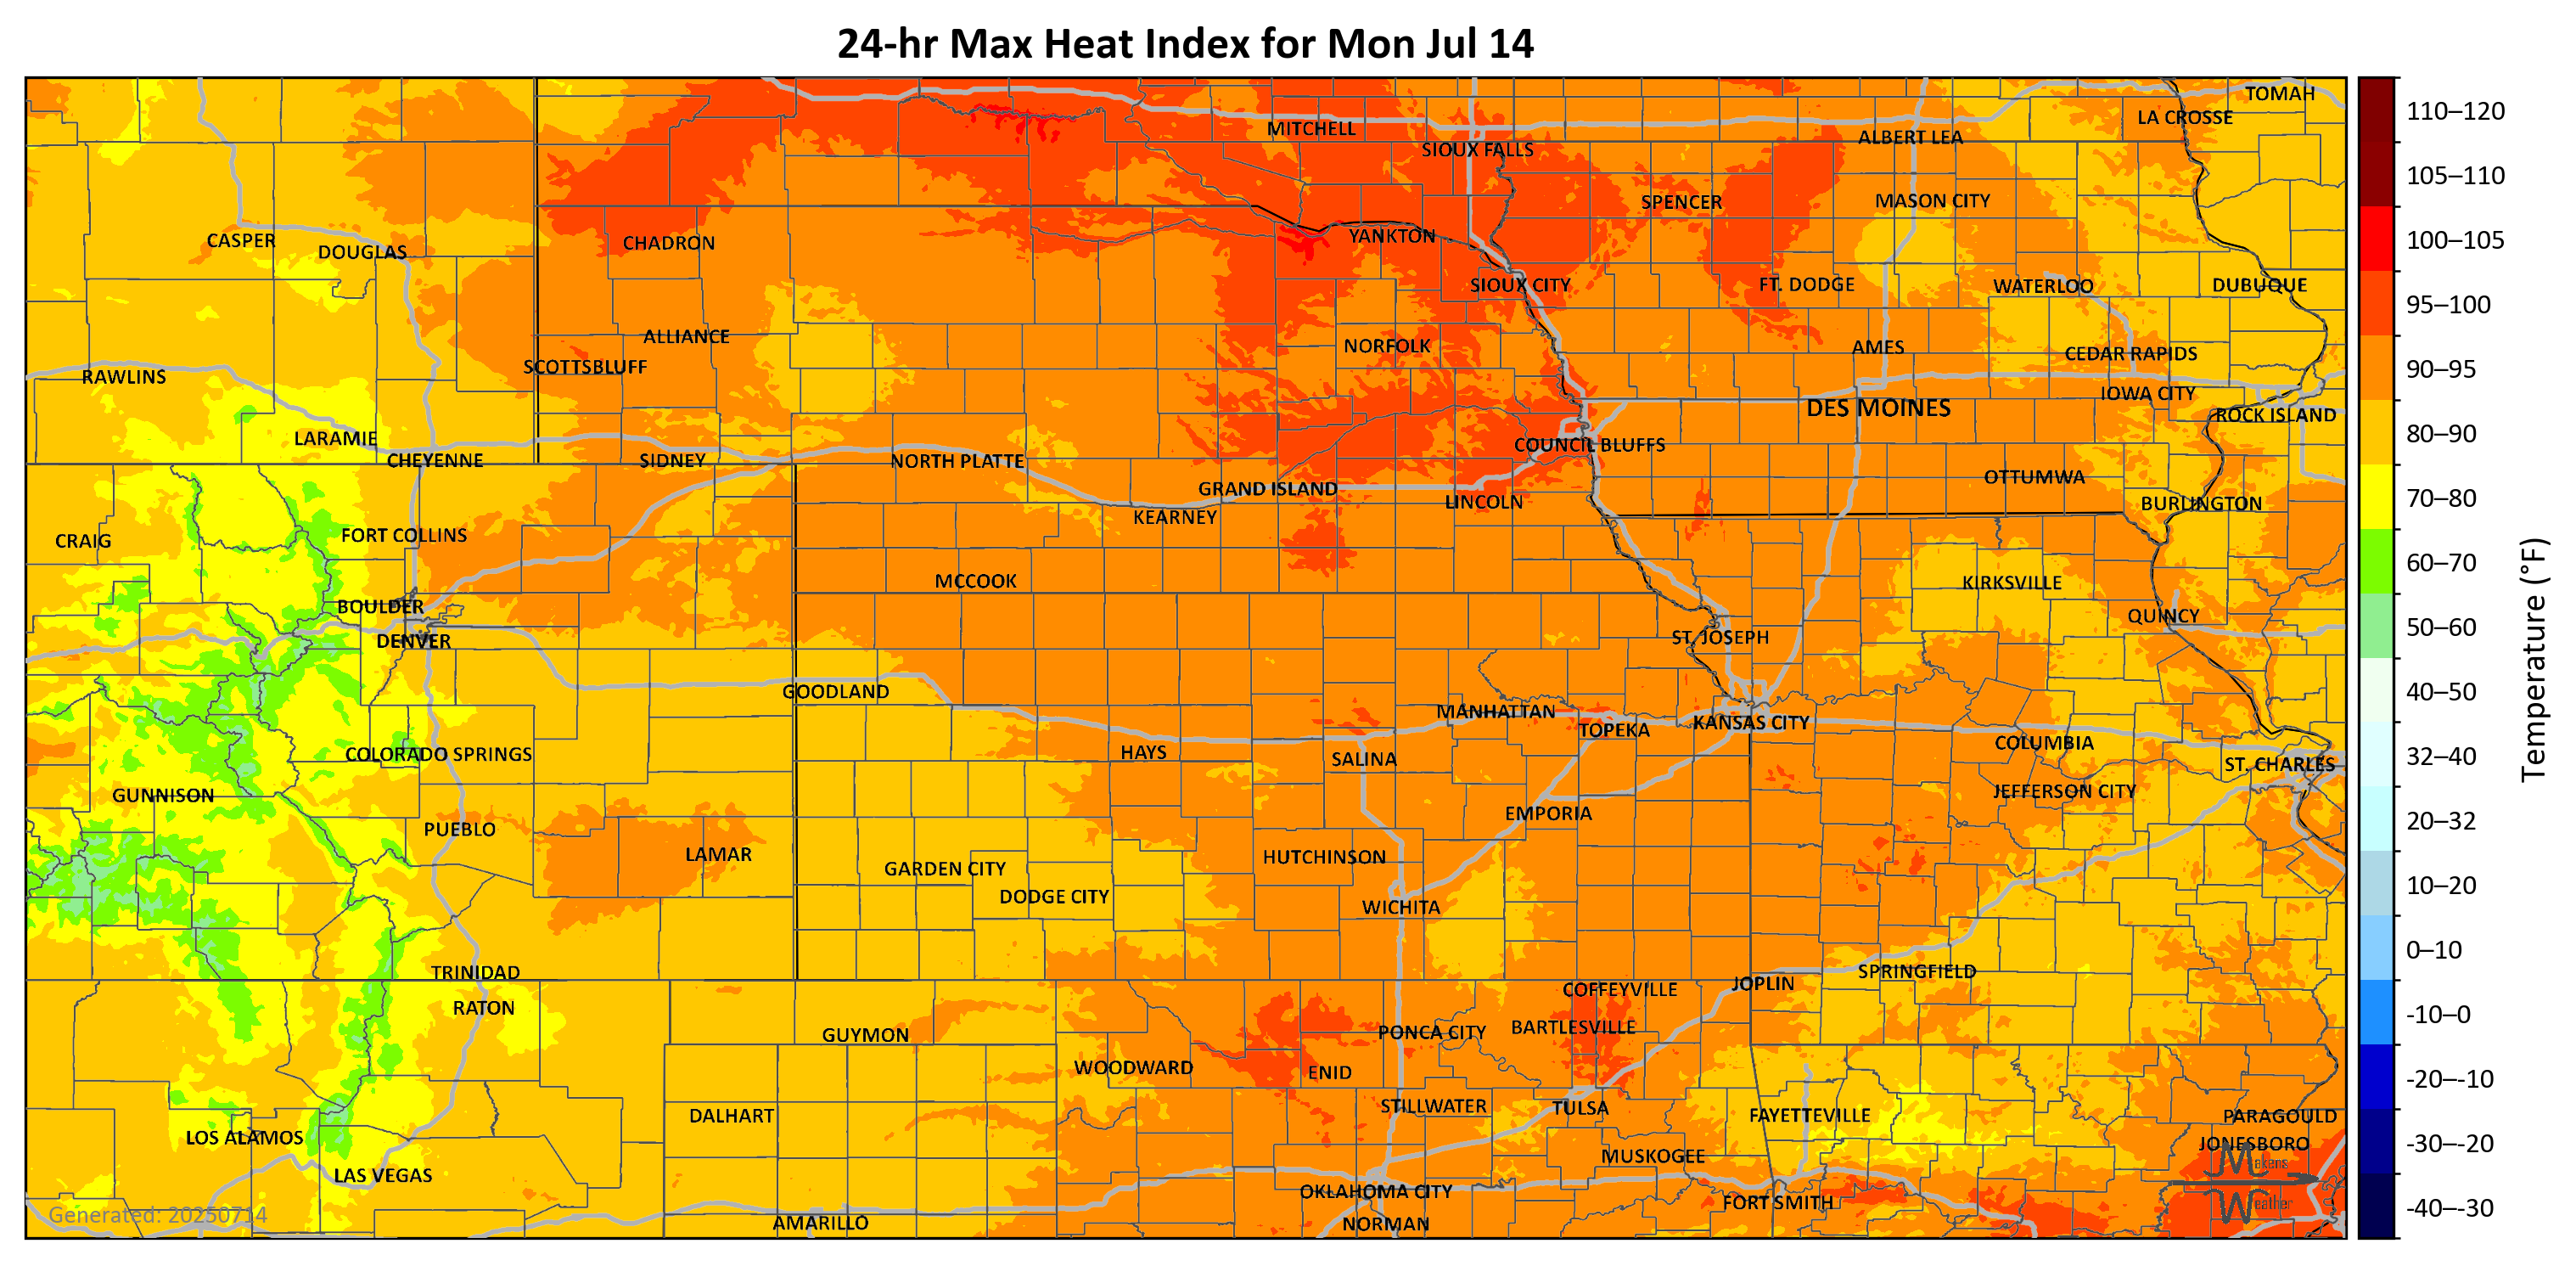 24-hr Max Heat Index for Mon Jul 14
TOMAH
LA CROSSE
MITCHELL
ALBERT LEA
SIOUX FALLS
SPENCER
MASON CITY
CASPER
DOUGLAS
CHADRON
YANKTON
SIOUX CITY
FT. DODGE
WATERLOO
DUBUQUE
ALLIANCE
NORFOLK
AMES
CEDAR RAPIDS
SCOTTSBLUFF
RAWLINS
IOWA CITY
DES MOINES
ROCK ISLAND
LARAMIE
COUNCIL BLUFFS
CHEYENNE
SIDNEY
NORTH PLATTE
OTTUMWA
GRAND ISLAND
LINCOLN
BURLINGTON
KEARNEY
CRAIG
FORT COLLINS
MCCOOK
KIRKSVILLE
BOULDER
QUINCY
DENVER
ST. JOSEPH
GOODLAND
MANHATTAN
TOPEKA
KANSAS CITY
COLUMBIA
COLORADO SPRINGS
HAYS
SALINA
ST. CHARLES
GUNNISON
JEFFERSON CITY
EMPORIA
PUEBLO
LAMAR
HUTCHINSON
GARDEN CITY
DODGE CITY
WICHITA
TRINIDAD
SPRINGFIELD
JOPLIN
COFFEYVILLE
RATON
GUYMON
PONCA CITY
BARTLESVILLE
WOODWARD
ENID
STILLWATER
TULSA
DALHART
FAYETTEVILLE
PARAGOULD
LOS ALAMOS
JONESBORO
MUSKOGEE
LAS VEGAS
OKLAHOMA CITY
FORT SMITH
AMARILLO
NORMAN
Makens
Weather
Generated: 20250714
110–120
105–110
100–105
95–100
90–95
80–90
70–80
60–70
50–60
40–50
32–40
20–32
10–20
0–10
-10–0
-20–-10
-30–-20
-40–-30
Temperature (°F)